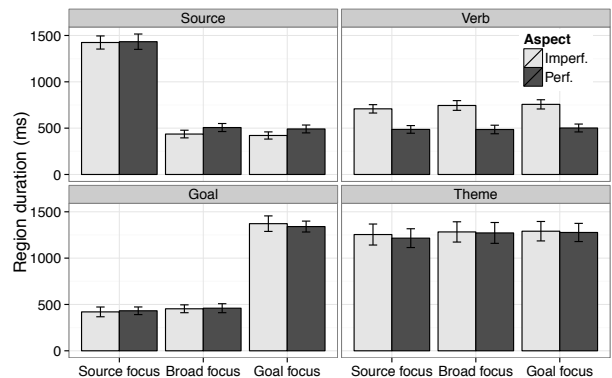 Source
Verb
1500
1000
500
0
Aspect
Imperf.
Perf.
Region duration (ms)
Goal
Theme
1500
1000
500
0
Source focus Broad focus Goal focus
Source focus Broad focus Goal focus